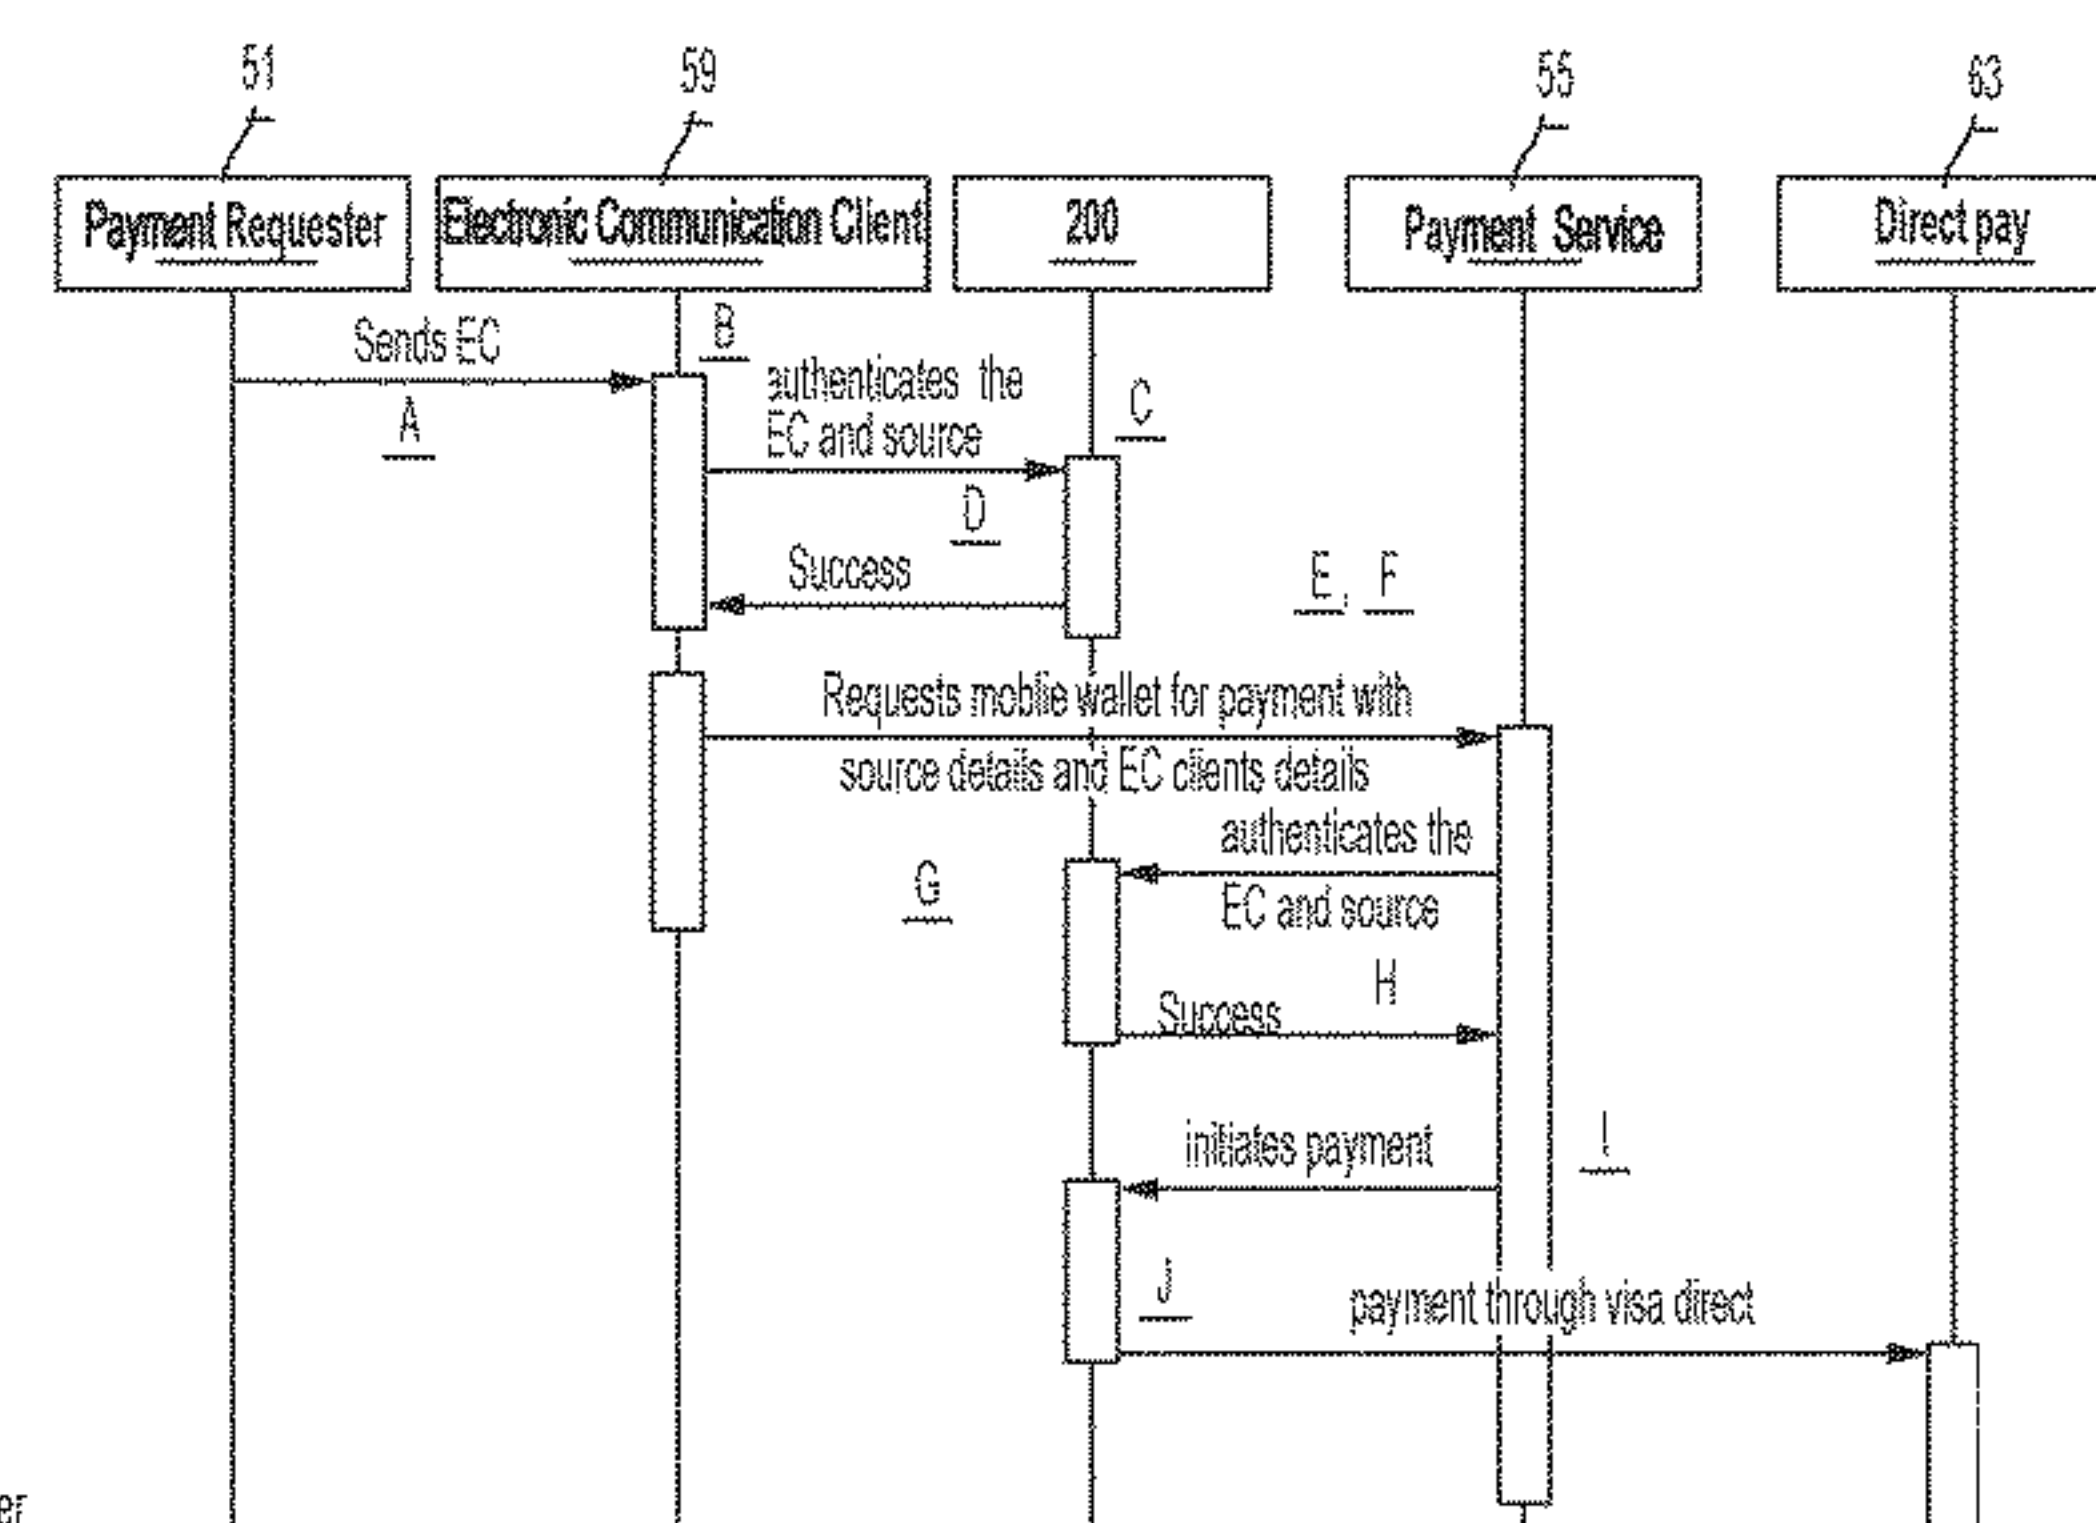 51
59
55
63
Payment Requester
Electronic Communication Client
200
Payment Service
Direct pay
Sends EC
A
B
authenticates the
EC and source
C
D
Success
E, F
Requests moblie wallet for payment with
source details and EC clients details
authenticates the
EC and source
G
H
Success
initiates payment
I
J
payment through visa direct
er